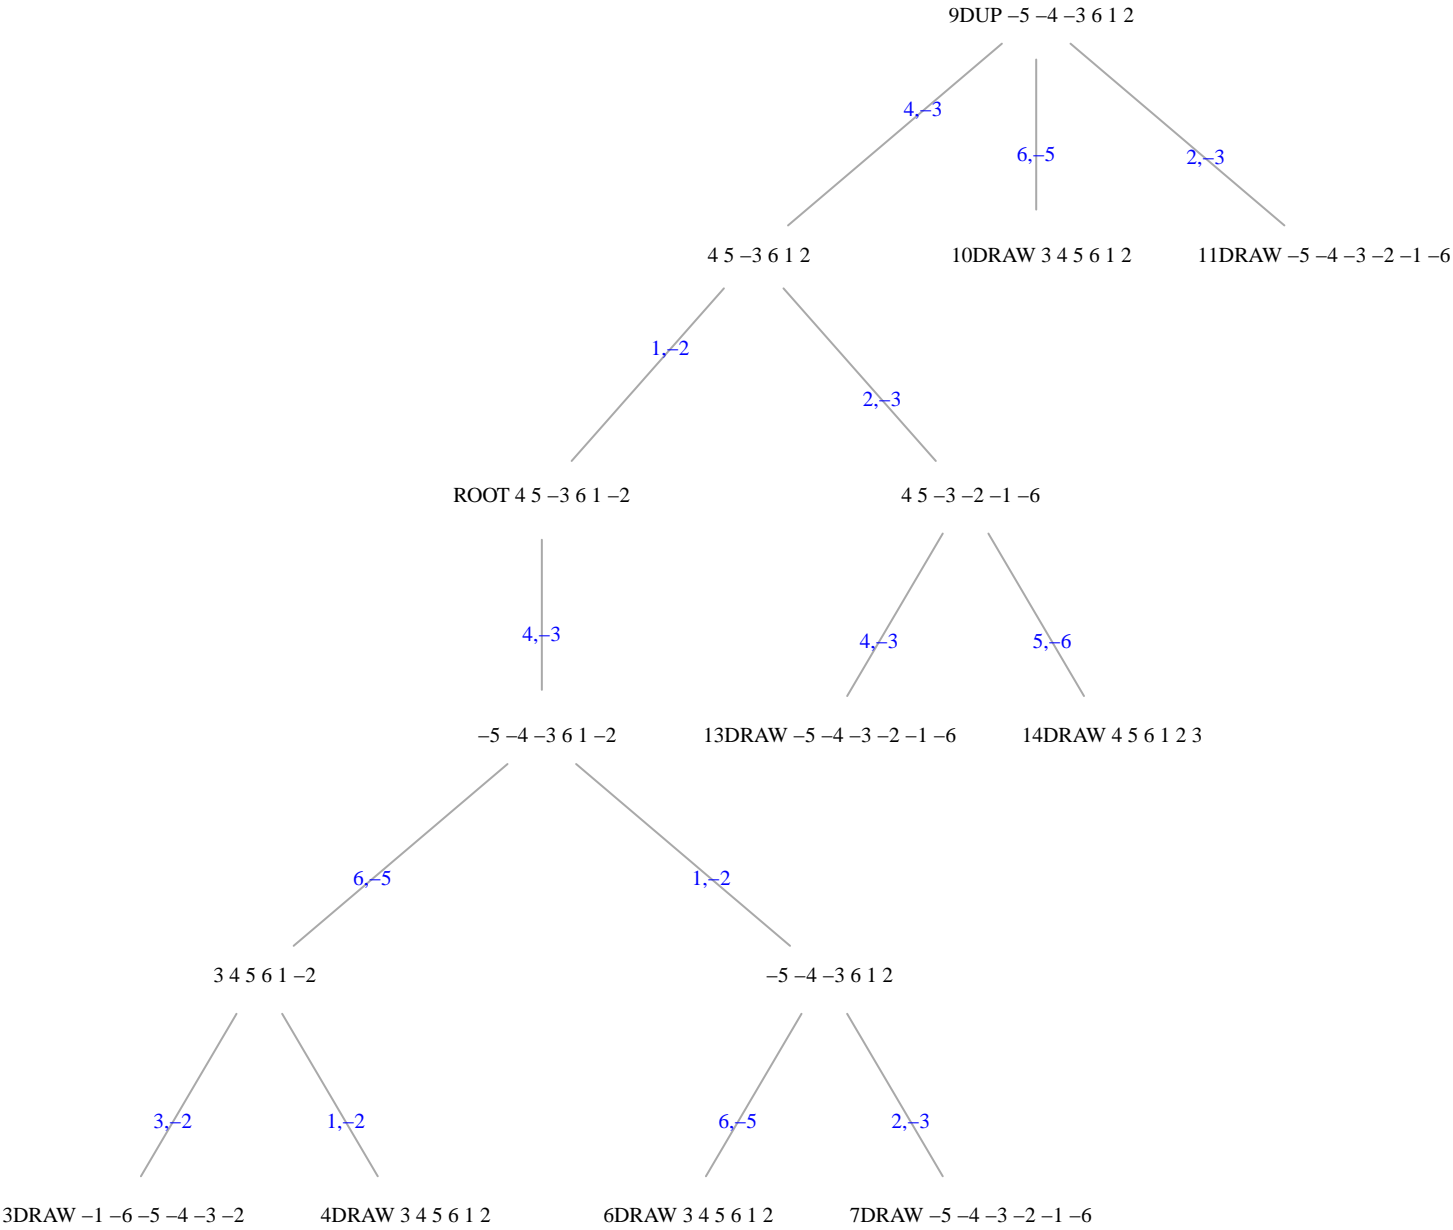 9DUP –5 –4 –3 6 1 2
4,–3
6,–5
2,–3
4 5 –3 6 1 2
10DRAW 3 4 5 6 1 2
11DRAW –5 –4 –3 –2 –1 –6
1,–2
2,–3
ROOT 4 5 –3 6 1 –2
4 5 –3 –2 –1 –6
4,–3
4,–3
5,–6
–5 –4 –3 6 1 –2
13DRAW –5 –4 –3 –2 –1 –6
14DRAW 4 5 6 1 2 3
6,–5
1,–2
3 4 5 6 1 –2
–5 –4 –3 6 1 2
3,–2
1,–2
6,–5
2,–3
3DRAW –1 –6 –5 –4 –3 –2
4DRAW 3 4 5 6 1 2
6DRAW 3 4 5 6 1 2
7DRAW –5 –4 –3 –2 –1 –6